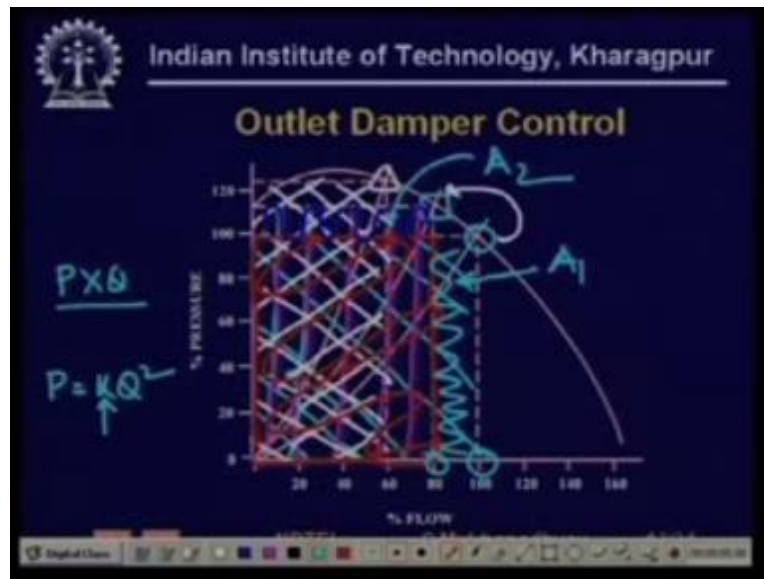 Indian Institute of Technology, Kharagpur
Outlet Damper Control
A2
120
100
80
60
40
20
0
% PRESSURE
A1
P X Q
P = KQ²
20 40 60 80 100 120 140 160
% FLOW